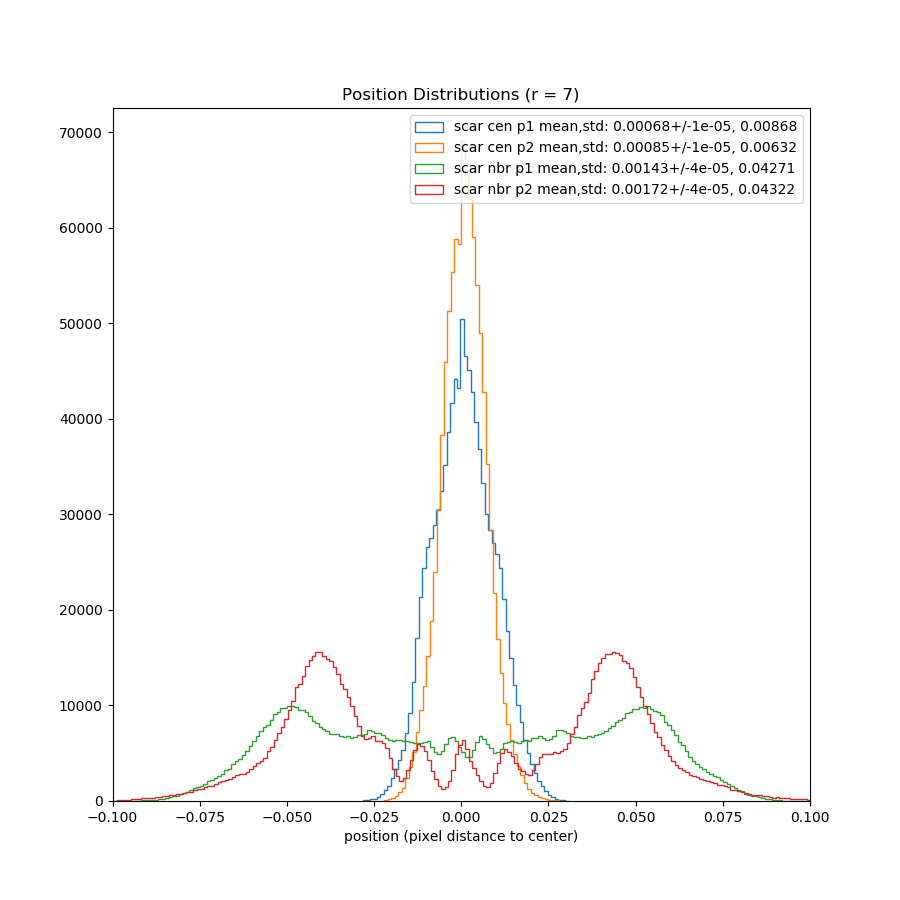 Position Distributions (r = 7)
scar cen p1 mean,std: 0.00068+/-1e-05, 0.00868
scar cen p2 mean,std: 0.00085+/-1e-05, 0.00632
scar nbr p1 mean,std: 0.00143+/-4e-05, 0.04271
scar nbr p2 mean,std: 0.00172+/-4e-05, 0.04322
70000
60000
50000
40000
30000
20000
10000
0
−0.100 −0.075 −0.050 −0.025 0.000 0.025 0.050 0.075 0.100
position (pixel distance to center)